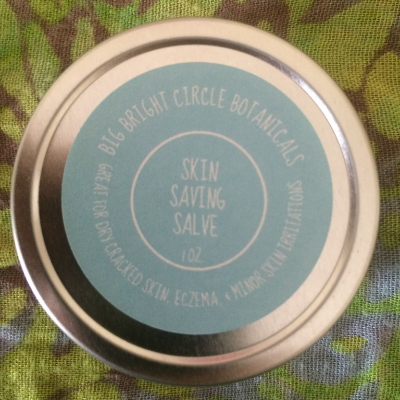 BIG BRIGHT CIRCLE BOTANICALS
SKIN
SAVING
SALVE
1 OZ
GREAT FOR DRY CRACKED SKIN, ECZEMA, & MINOR SKIN IRRITATIONS